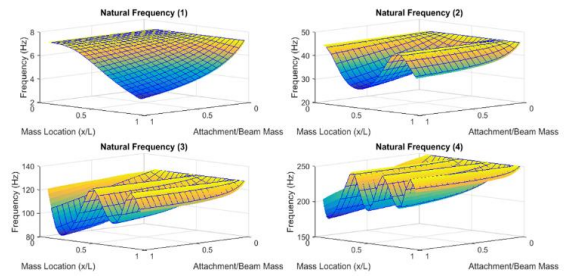 Natural Frequency (1)
Frequency (Hz)
8
6
4
2
0
0.5
1
1
0.5
0
Mass Location (x/L)
Attachment/Beam Mass
Natural Frequency (2)
Frequency (Hz)
50
40
30
20
0
0.5
1
1
0.5
0
Mass Location (x/L)
Attachment/Beam Mass
Natural Frequency (3)
Frequency (Hz)
140
120
100
80
0
0.5
1
1
0.5
0
Mass Location (x/L)
Attachment/Beam Mass
Natural Frequency (4)
Frequency (Hz)
250
200
150
0
0.5
1
1
0.5
0
Mass Location (x/L)
Attachment/Beam Mass